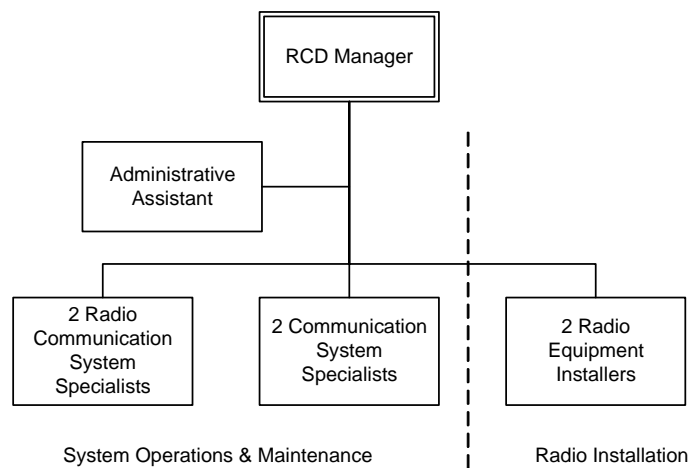 RCD Manager
Administrative
Assistant
2 Radio
Communication
System
Specialists
2 Communication
System
Specialists
2 Radio
Equipment
Installers
System Operations & Maintenance
Radio Installation